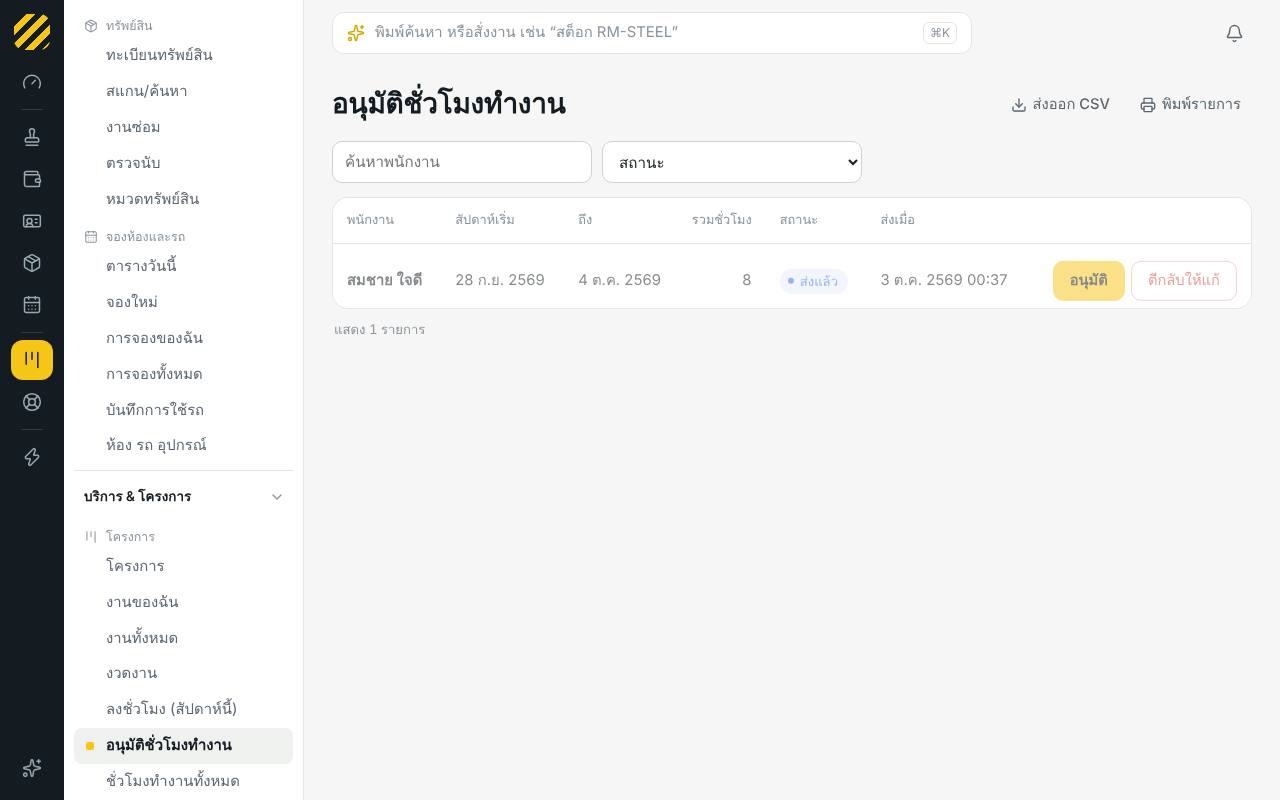 ทรัพย์สิน
ทะเบียนทรัพย์สิน
สแกน/ค้นหา
งานซ่อม
ตรวจนับ
หมวดทรัพย์สิน
จองห้องและรถ
ตารางวันนี้
จองใหม่
การจองของฉัน
การจองทั้งหมด
บันทึกการใช้รถ
ห้อง รถ อุปกรณ์
บริการ & โครงการ
โครงการ
โครงการ
งานของฉัน
งานทั้งหมด
งวดงาน
ลงชั่วโมง (สัปดาห์นี้)
อนุมัติชั่วโมงทำงาน
ชั่วโมงทำงานทั้งหมด
พิมพ์ค้นหา หรือสั่งงาน เช่น “สต็อก RM-STEEL” ⌘K
อนุมัติชั่วโมงทำงาน ส่งออก CSV พิมพ์รายการ
ค้นหาพนักงาน สถานะ
พนักงาน สัปดาห์เริ่ม ถึง รวมชั่วโมง สถานะ ส่งเมื่อ
สมชาย ใจดี 28 ก.ย. 2569 4 ต.ค. 2569 8 ส่งแล้ว 3 ต.ค. 2569 00:37 อนุมัติ ตีกลับให้แก้
แสดง 1 รายการ